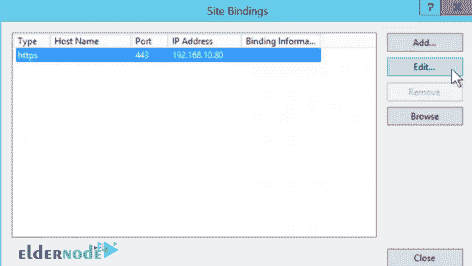 Site Bindings
?
Type Host Name Port IP Address Binding Informa...
https 443 192.168.10.80
Add...
Edit...
Remove
Browse
elderNODE
Close